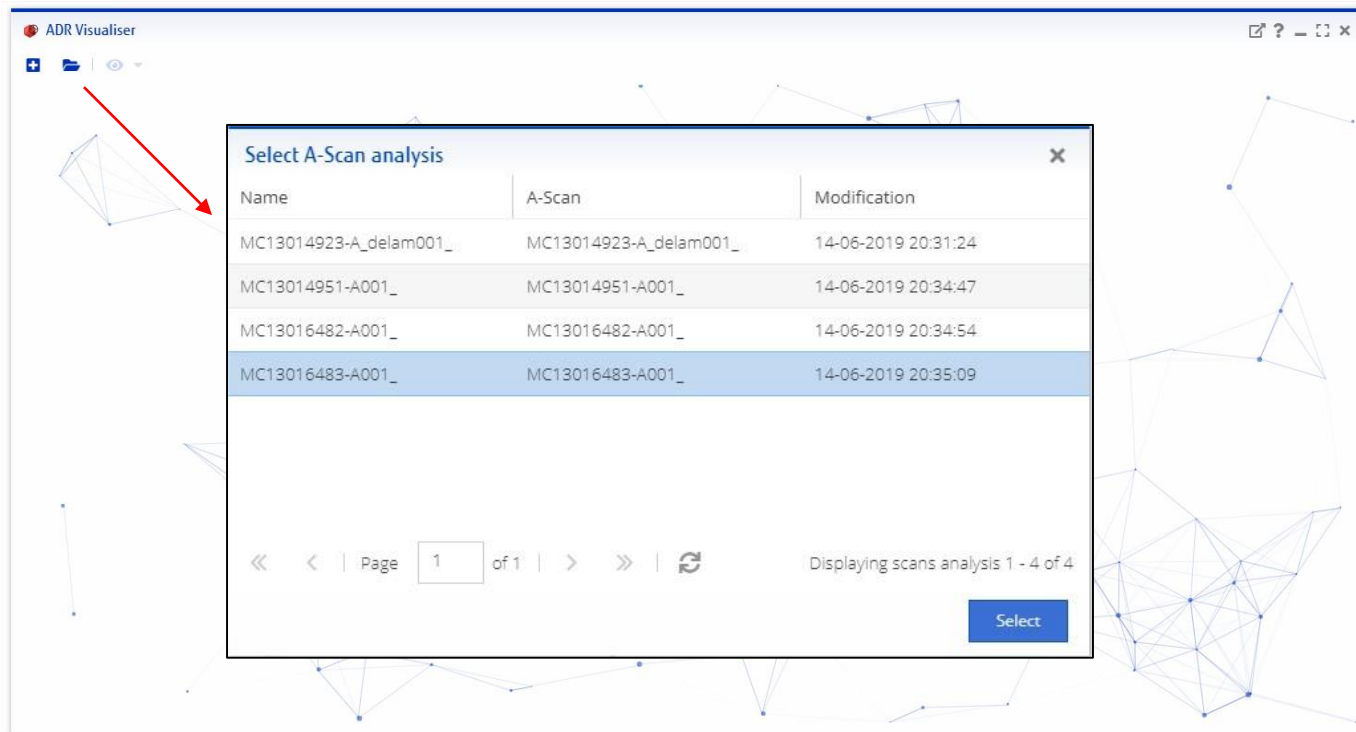 ADR Visualiser
Select A-Scan analysis
Name A-Scan Modification
MC13014923-A_delam001_ MC13014923-A_delam001_ 14-06-2019 20:31:24
MC13014951-A001_ MC13014951-A001_ 14-06-2019 20:34:47
MC13016482-A001_ MC13016482-A001_ 14-06-2019 20:34:54
MC13016483-A001_ MC13016483-A001_ 14-06-2019 20:35:09
Page 1 of 1 Displaying scans analysis 1 - 4 of 4
Select